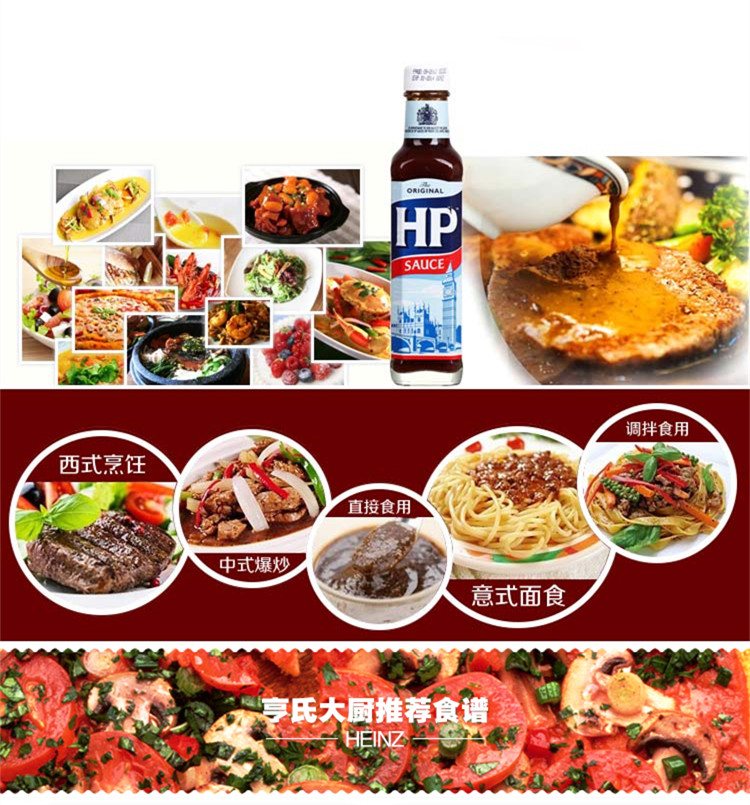 The
ORIGINAL
HP
SAUCE
西式烹饪
中式爆炒
直接食用
意式面食
调拌食用
亨氏大厨推荐食谱
HEINZ